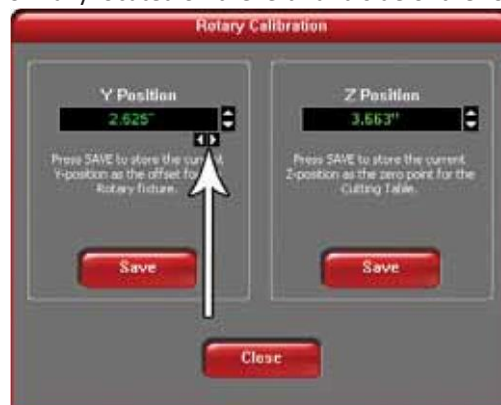 Rotary Calibration
Y Position
2.625"
Press SAVE to store the current
Y-position as the offset for
Rotary fixture.
Save
Z Position
3.663"
Press SAVE to store the current
Z-position as the zero point for the
Cutting Table.
Save
Close